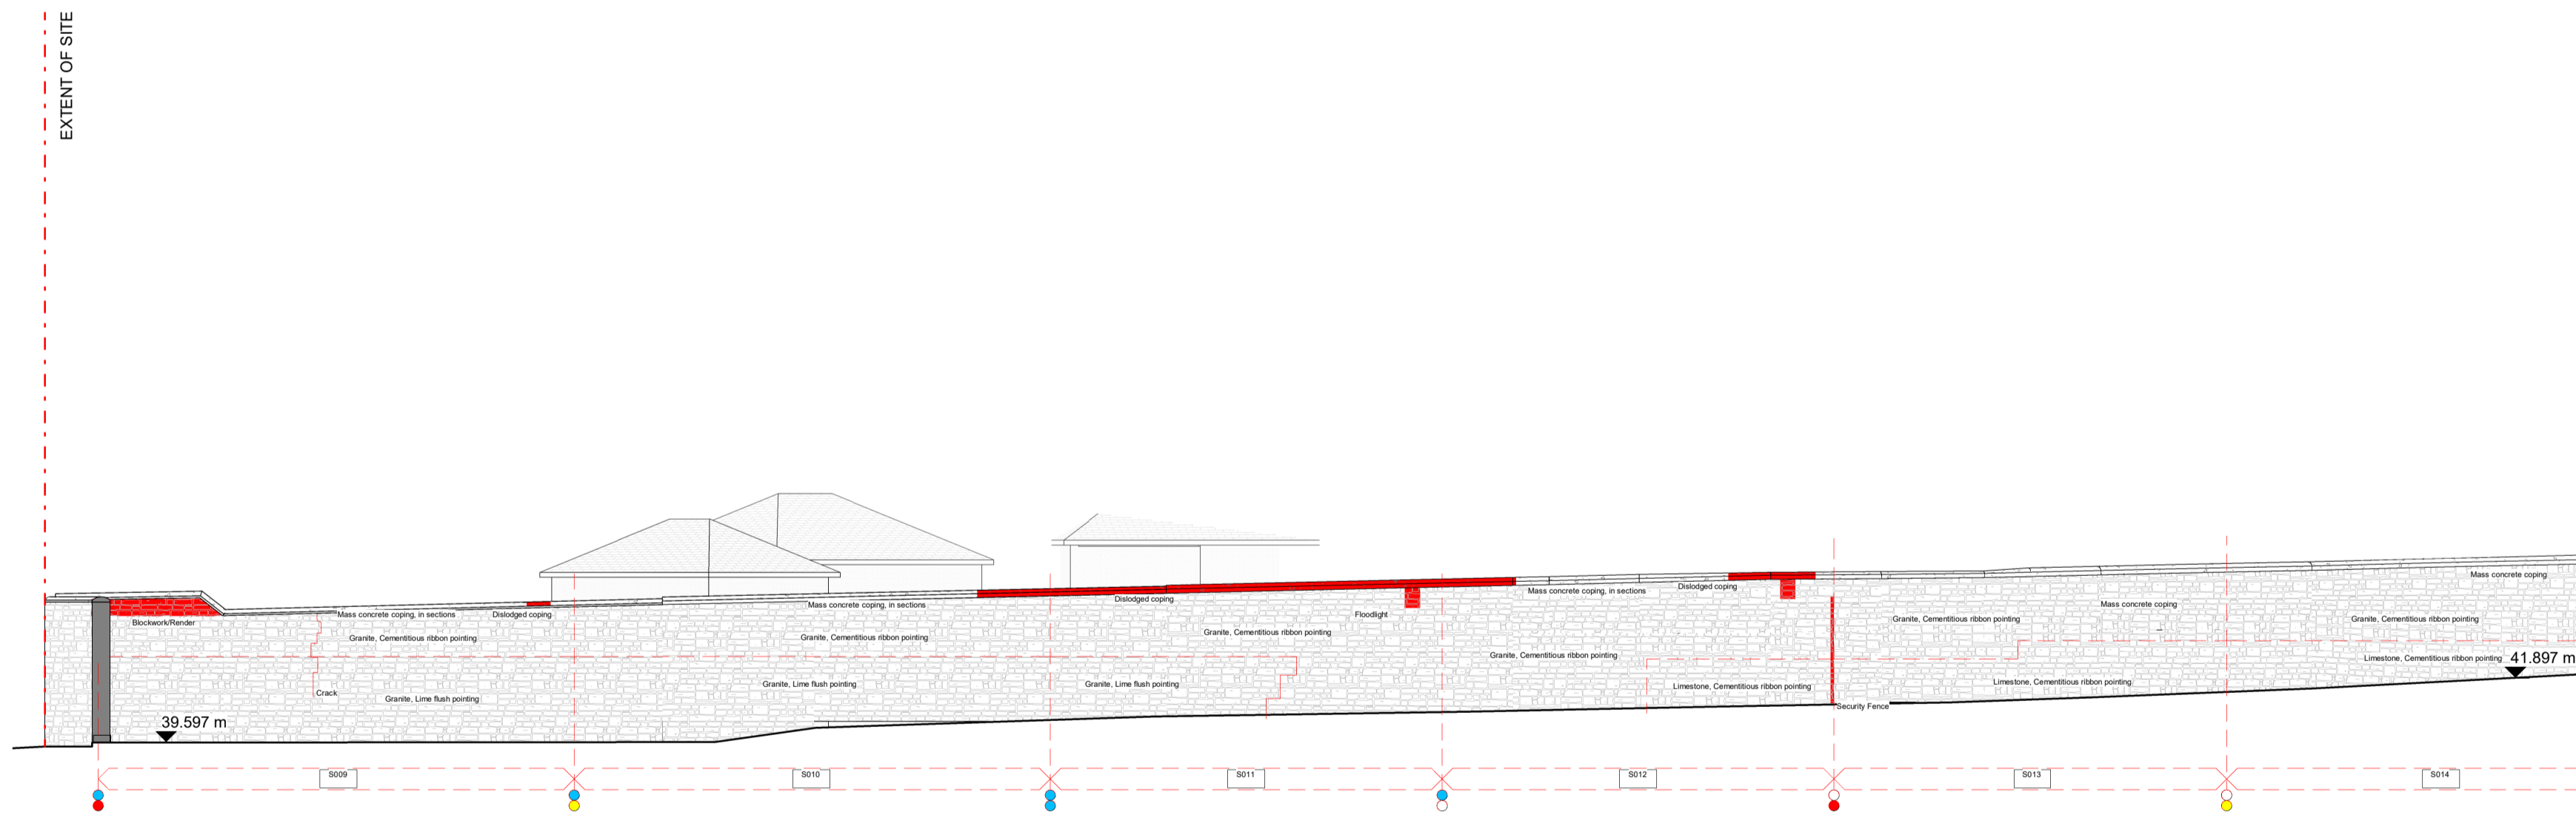 EXTENT OF SITE
Mass concrete coping
Mass concrete coping, in sections
Dislodged coping
Mass concrete coping, in sections
Dislodged coping
Mass concrete coping, in sections
Dislodged coping
Mass concrete coping
Blockwork/Render
Floodlight
Granite, Cementitious ribbon pointing
Granite, Cementitious ribbon pointing
Granite, Cementitious ribbon pointing
Granite, Cementitious ribbon pointing
Granite, Cementitious ribbon pointing
Granite, Cementitious ribbon pointing
Limestone, Cementitious ribbon pointing
41.897 m
Crack
Granite, Lime flush pointing
Granite, Lime flush pointing
Granite, Lime flush pointing
Limestone, Cementitious ribbon pointing
Limestone, Cementitious ribbon pointing
Security Fence
39.597 m
S009
S010
S011
S012
S013
S014